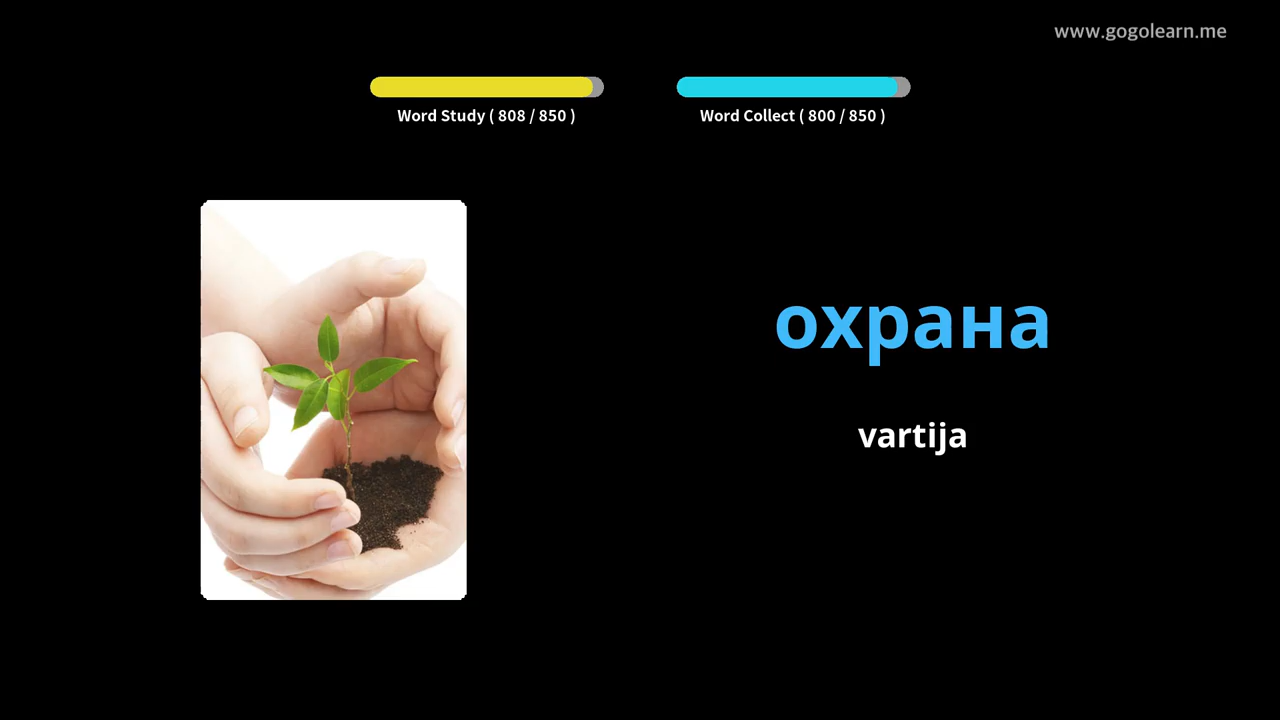 www.gogolearn.me
Word Study ( 808 / 850 )
Word Collect ( 800 / 850 )
охрана
vartija